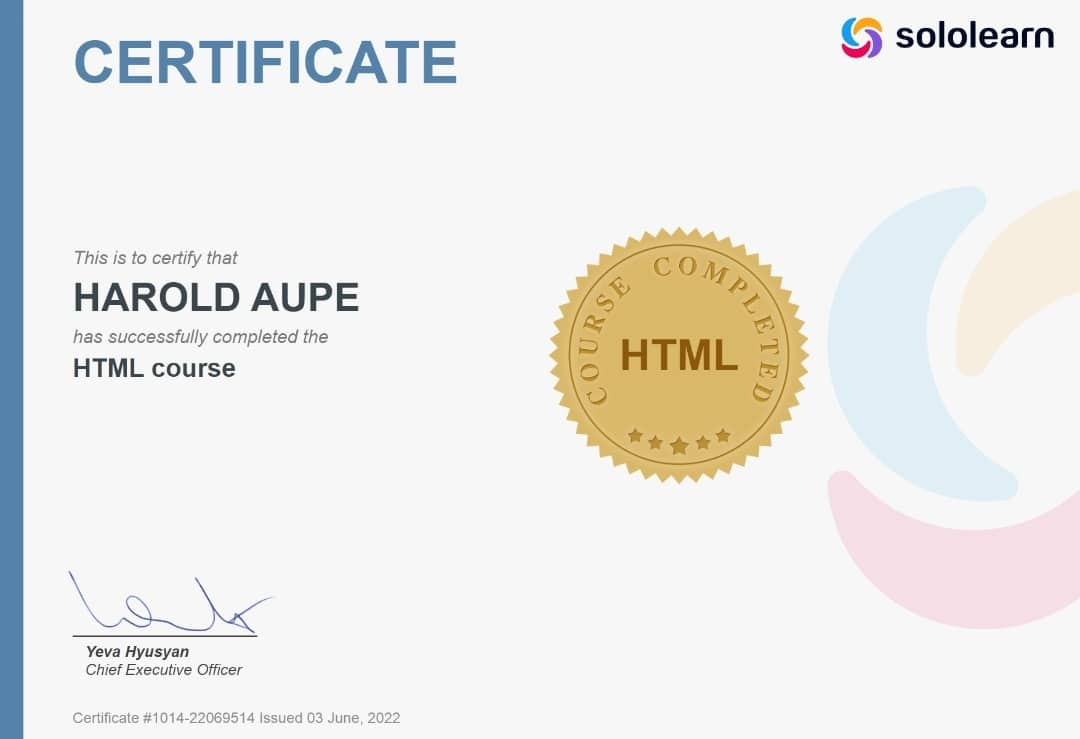 CERTIFICATE
sololearn
This is to certify that
HAROLD AUPE
has successfully completed the
HTML course
COURSE COMPLETED
HTML
Yeva Hyusyan
Chief Executive Officer
Certificate #1014-22069514 Issued 03 June, 2022